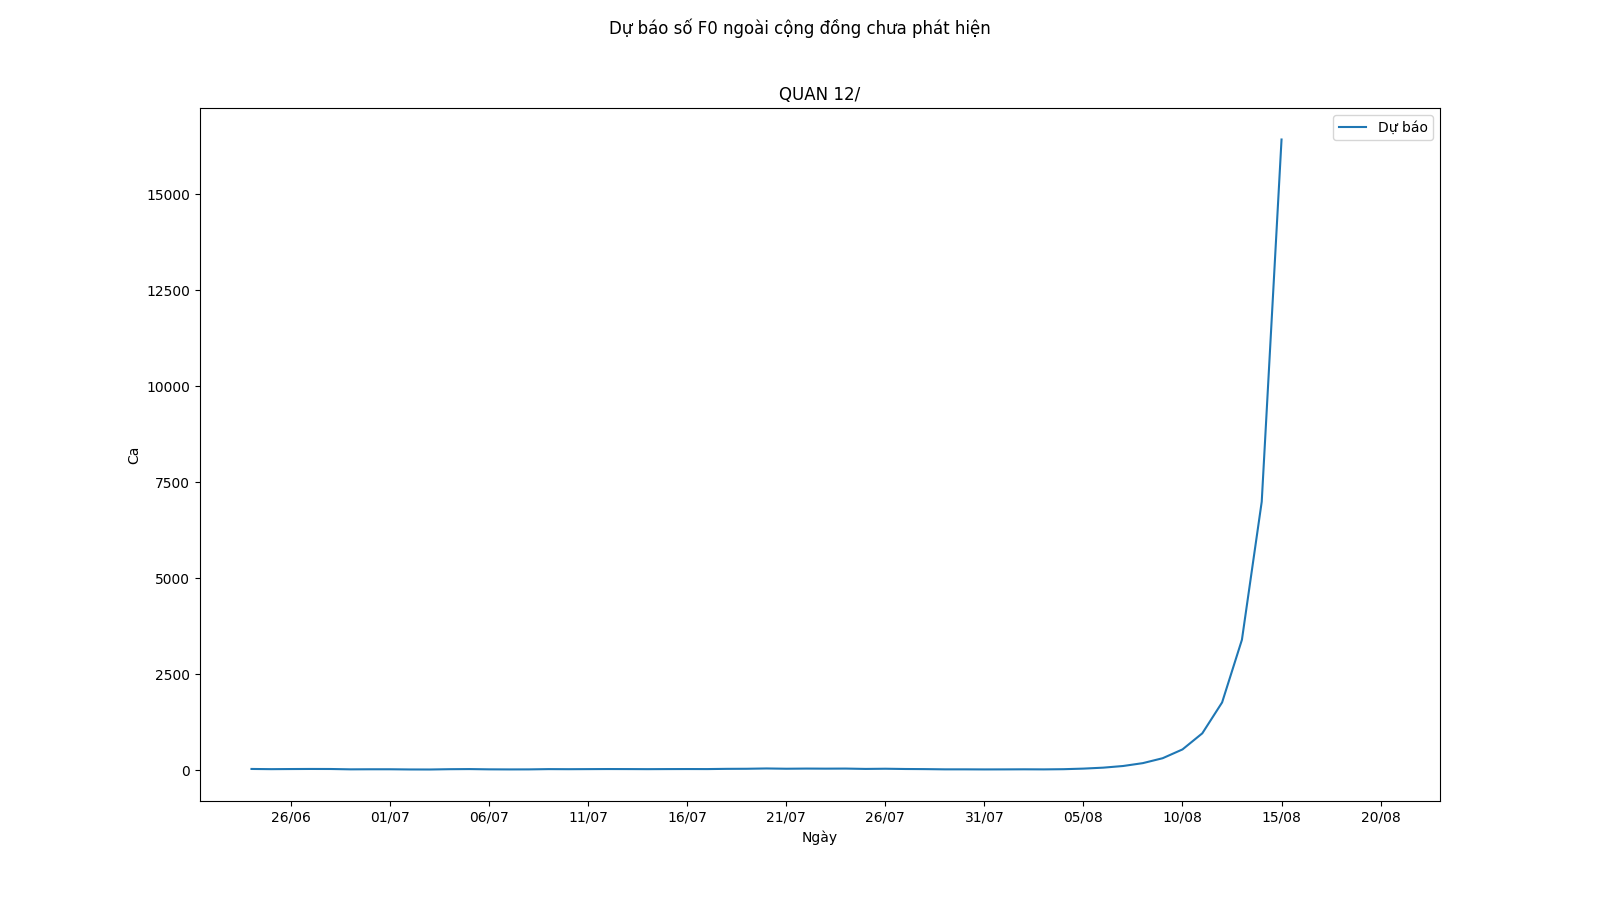 Dự báo số F0 ngoài cộng đồng chưa phát hiện
QUAN 12/
Dự báo
15000
12500
10000
7500
5000
2500
0
Ca
26/06 01/07 06/07 11/07 16/07 21/07 26/07 31/07 05/08 10/08 15/08 20/08
Ngày